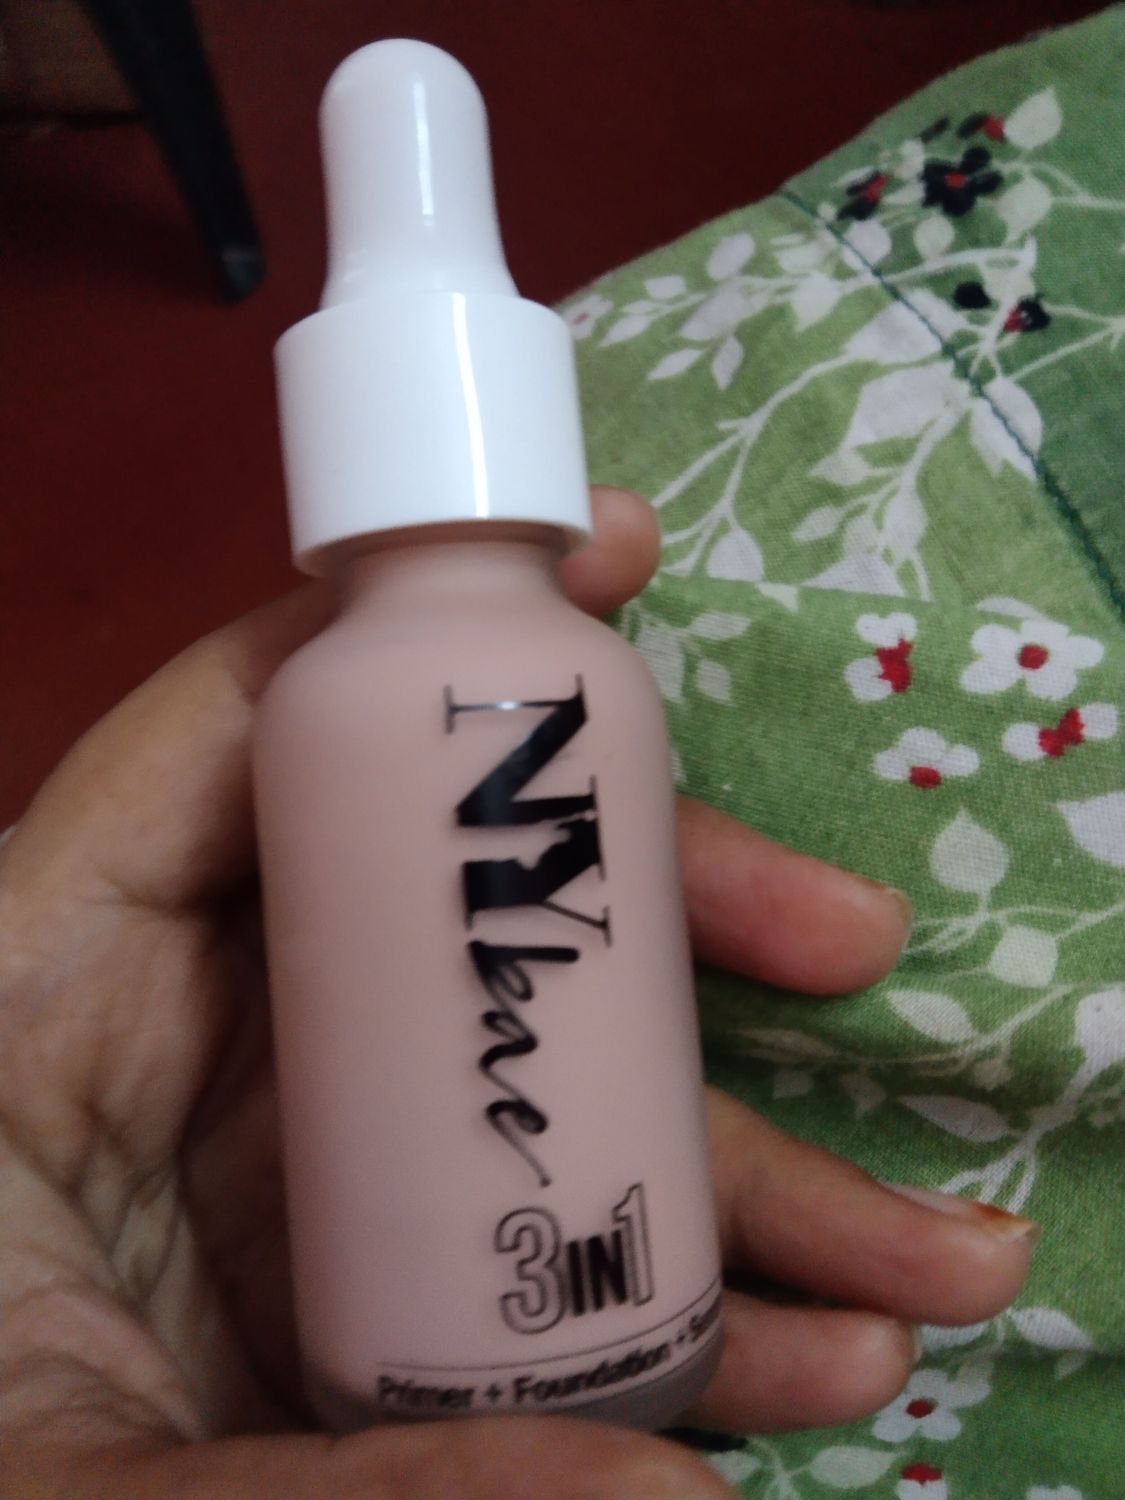 NYbae
3IN1
Primer + Foundation +